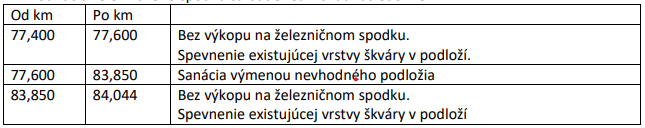 Od km Po km
77,400 77,600 Bez výkopu na železničnom spodku.
Spevnenie existujúcej vrstvy škváry v podloží.
77,600 83,850 Sanácia výmenou nevhodného podložia
83,850 84,044 Bez výkopu na železničnom spodku.
Spevnenie existujúcej vrstvy škváry v podloží